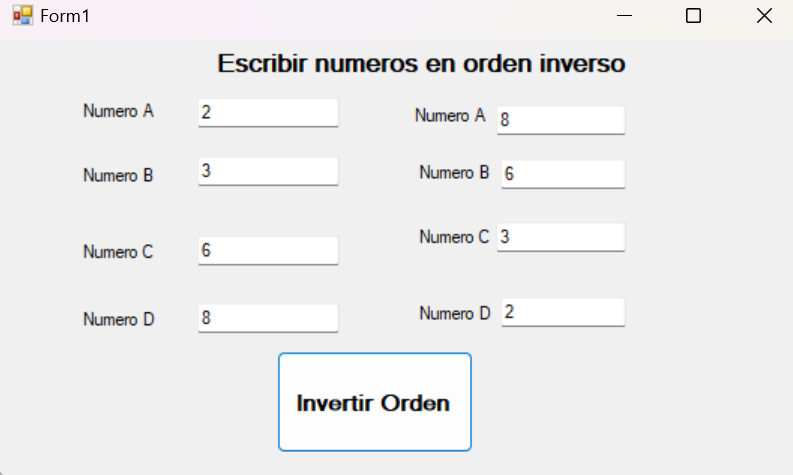 Form1
Escribir numeros en orden inverso
Numero A 2 Numero A 8
Numero B 3 Numero B 6
Numero C 6 Numero C 3
Numero D 8 Numero D 2
Invertir Orden